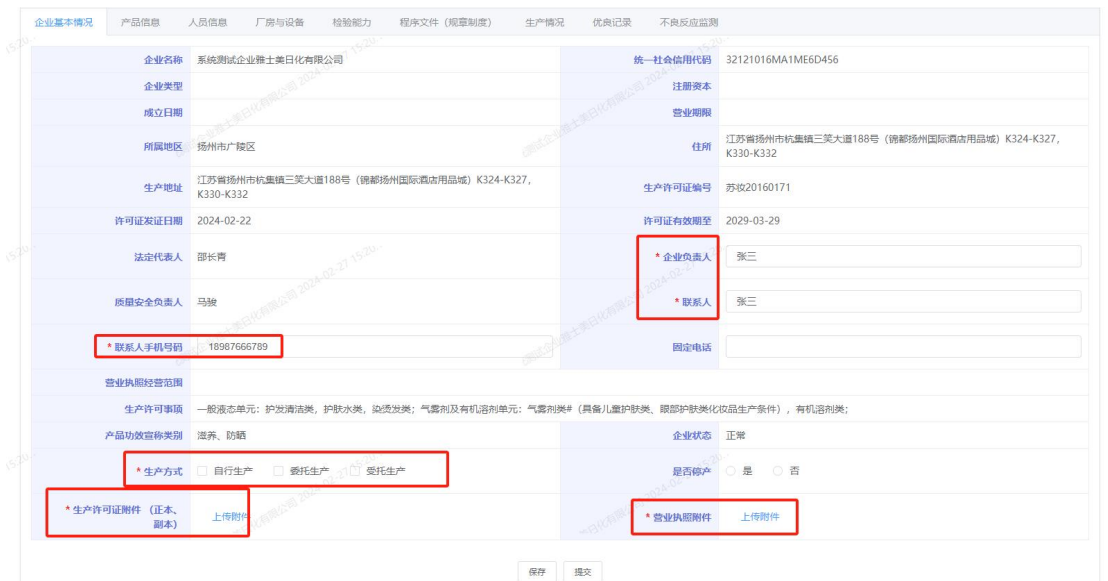 企业基本情况 产品信息 人员信息 厂房与设备 检验能力 程序文件（规章制度） 生产情况 优良记录 不良反应监测
企业名称 系统测试企业雅士美日化有限公司 统一社会信用代码 32121016MA1ME6D456
企业类型 注册资本
成立日期 营业期限
所属地区 扬州市广陵区 住所 江苏省扬州市杭集镇三笑大道188号（锦都扬州国际酒店用品城）K324-K327，
K330-K332
生产地址 江苏省扬州市杭集镇三笑大道188号（锦都扬州国际酒店用品城）K324-K327，
K330-K332
生产许可证编号 苏妆20160171
许可证发证日期 2024-02-22 许可证有效期至 2029-03-29
法定代表人 邵长青 * 企业负责人 张三
质量安全负责人 马骏 * 联系人 张三
* 联系人手机号码 18987666789 固定电话
营业执照经营范围
生产许可事项 一般液态单元：护发清洁类，护肤水类，染烫发类；气雾剂及有机溶剂单元：气雾剂类#（具备儿童护肤类、眼部护肤类化妆品生产条件），有机溶剂类；
产品功效宣称类别 滋养、防晒 企业状态 正常
* 生产方式 自行生产 委托生产 受托生产 是否停产 是 否
* 生产许可证附件 （正本、
副本） 上传附件 * 营业执照附件 上传附件
保存 提交